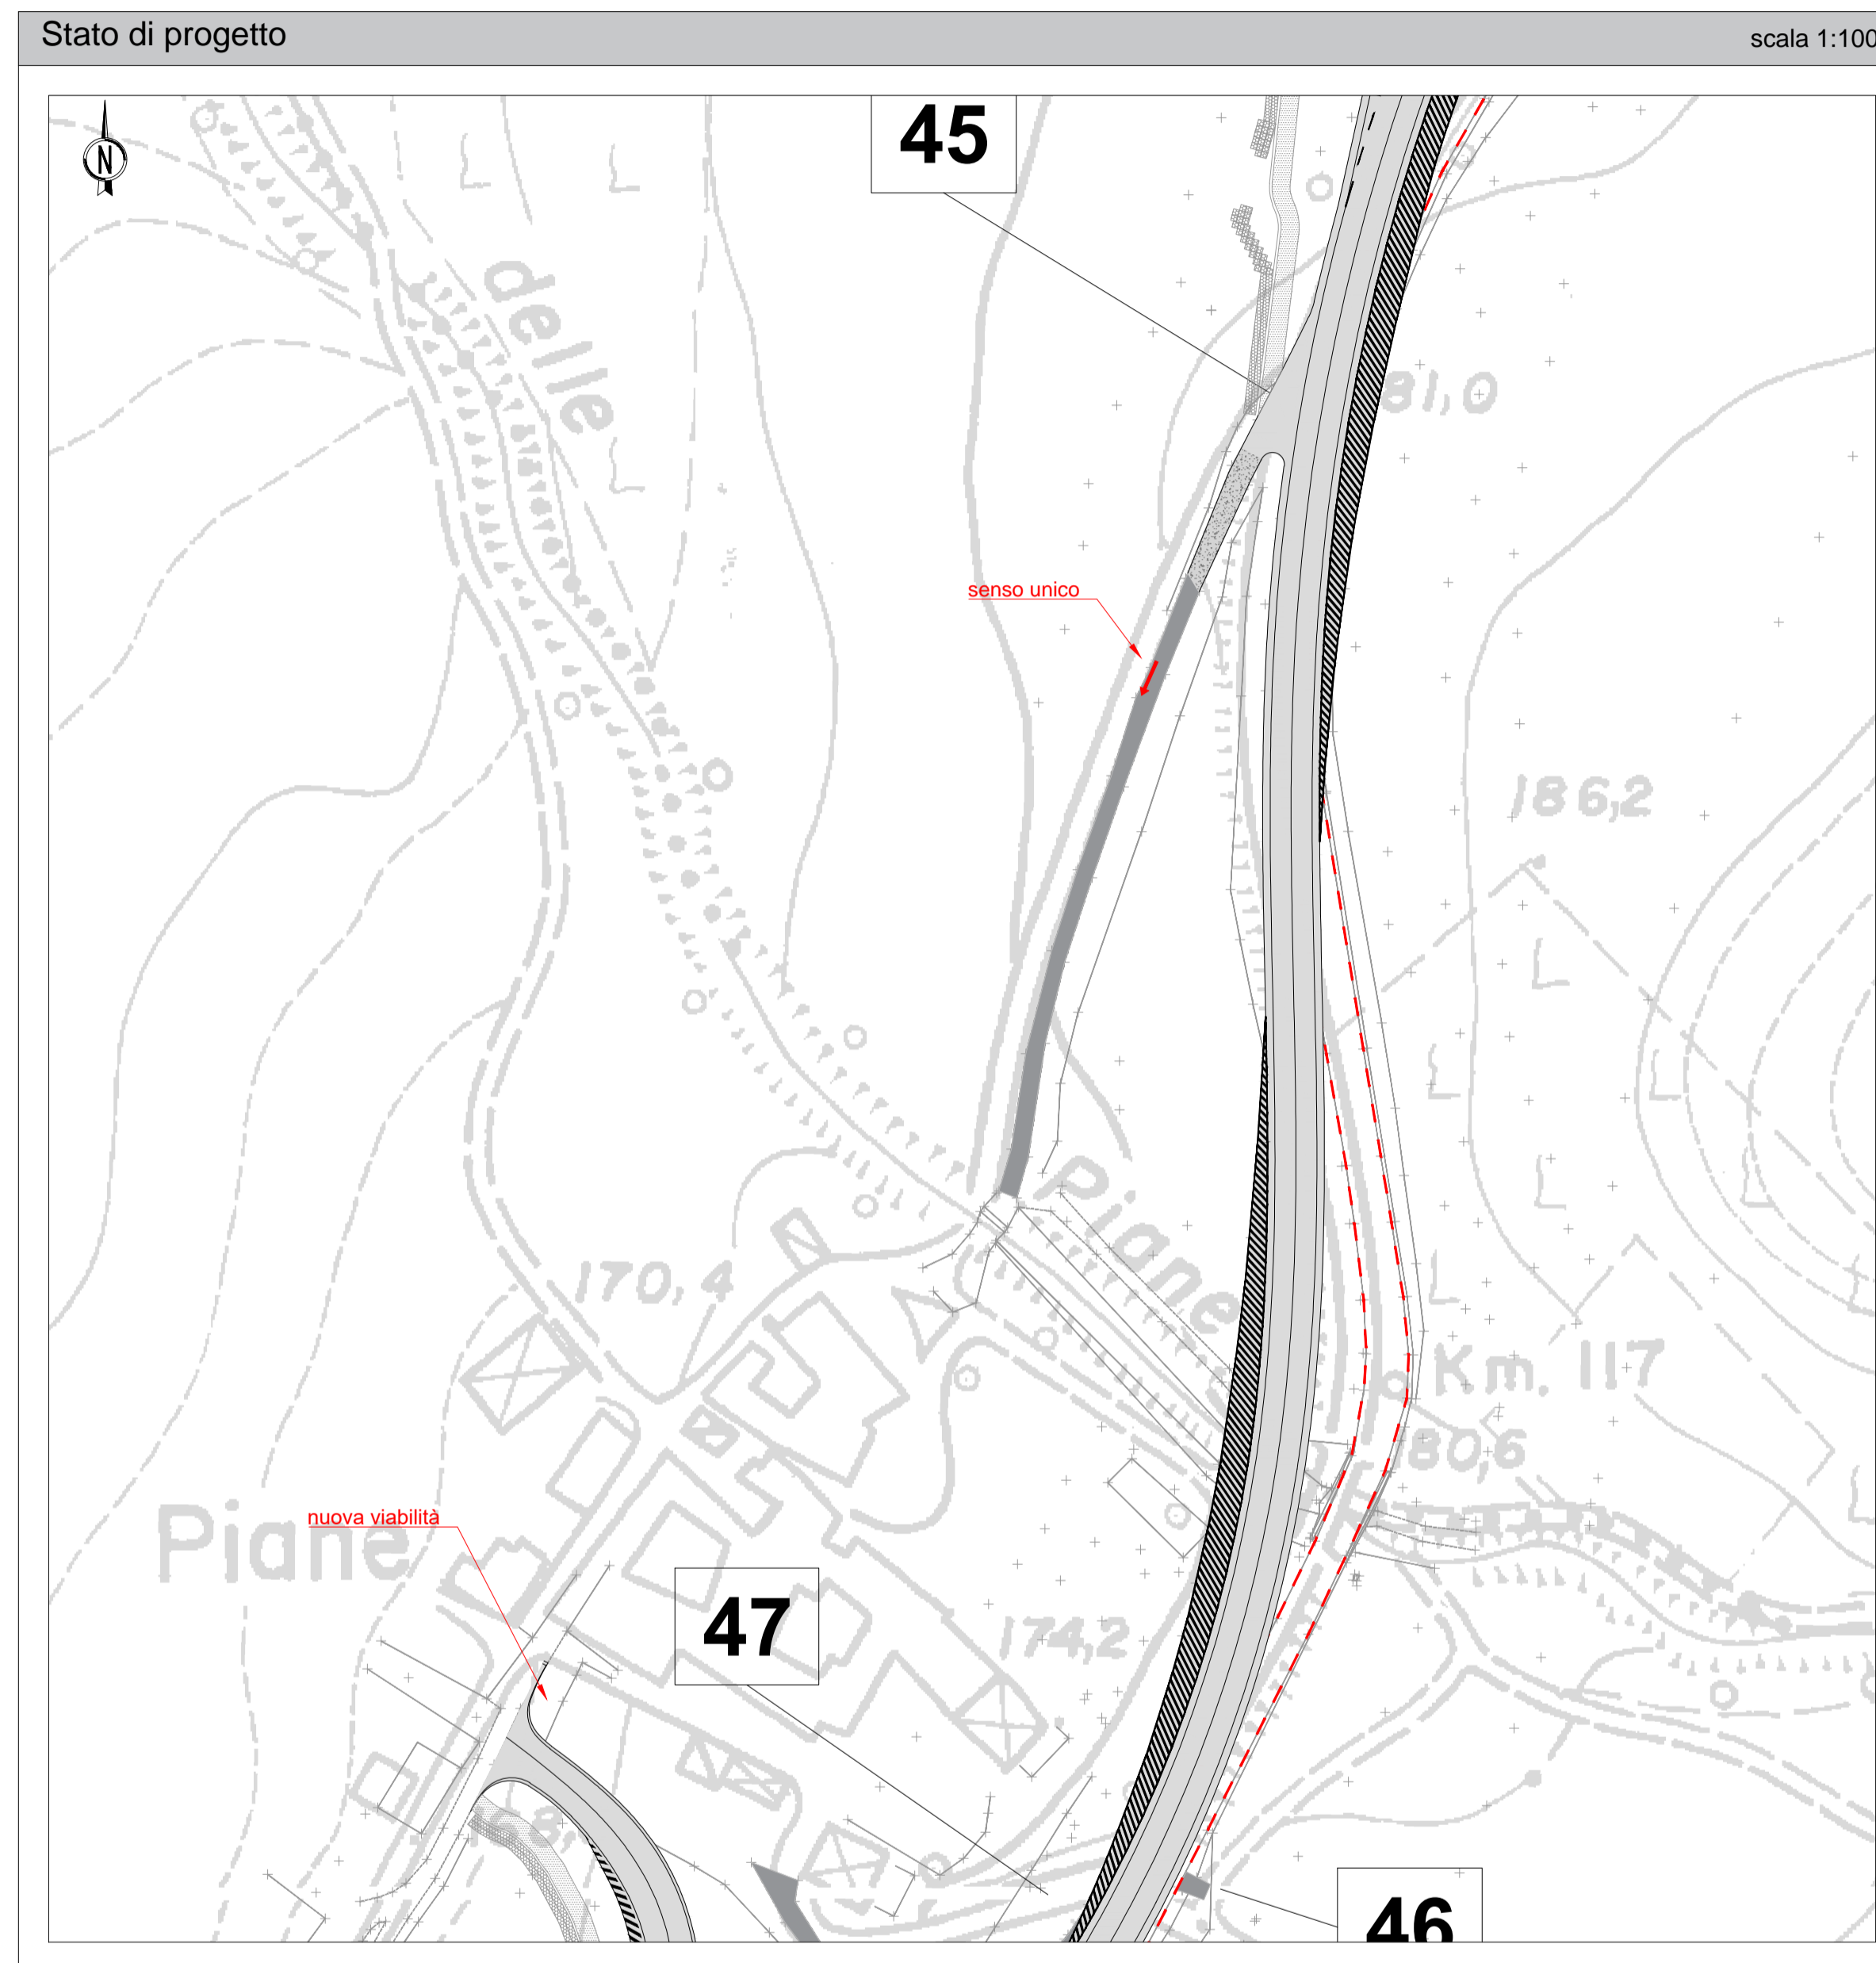 Stato di progetto
scala 1:100
N
45
delle
81,0
senso unico
186,2
Piane
170,4
Km. 117
80,6
Piane
nuova viabilità
47
174,2
46